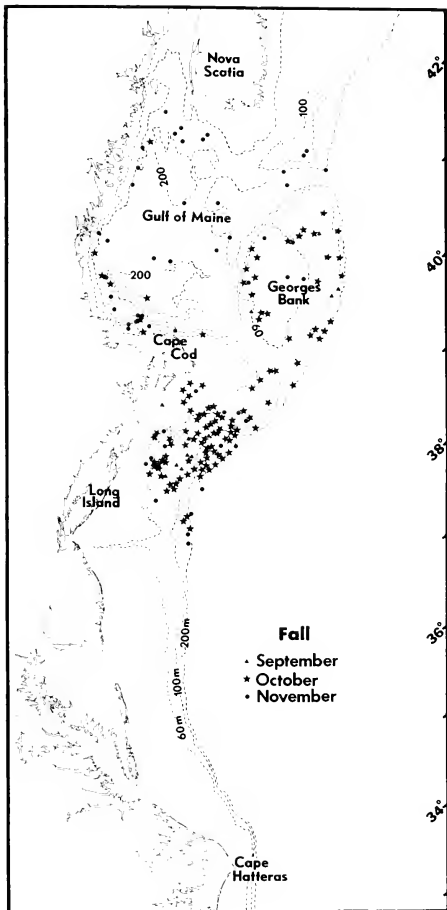 Nova
Scotia
42°
100
200
Gulf of Maine
40°
200
Georges
Bank
60
Cape
Cod
38°
Long
Island
36°
200m
100m
60m
Fall
▲ September
★ October
● November
34°
Cape
Hatteras